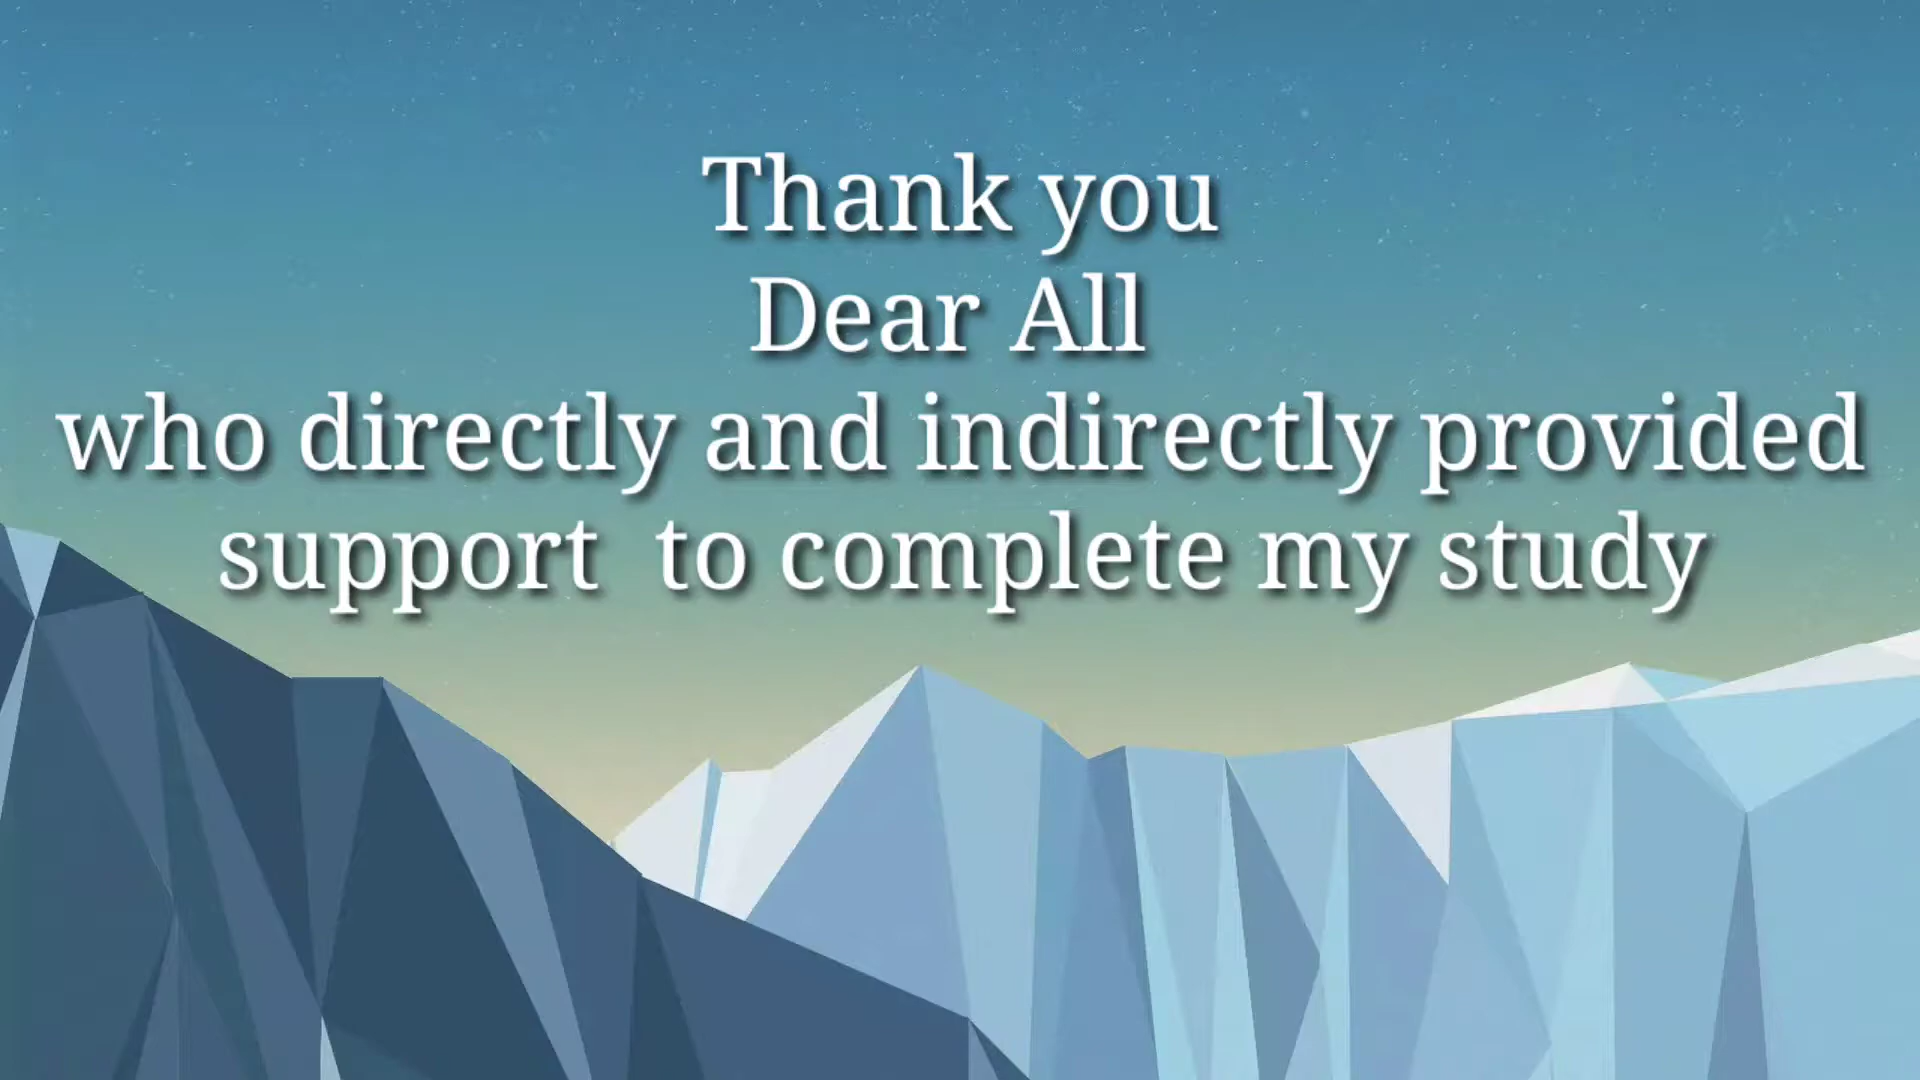 Thank you
Dear All
who directly and indirectly provided
support  to complete my study